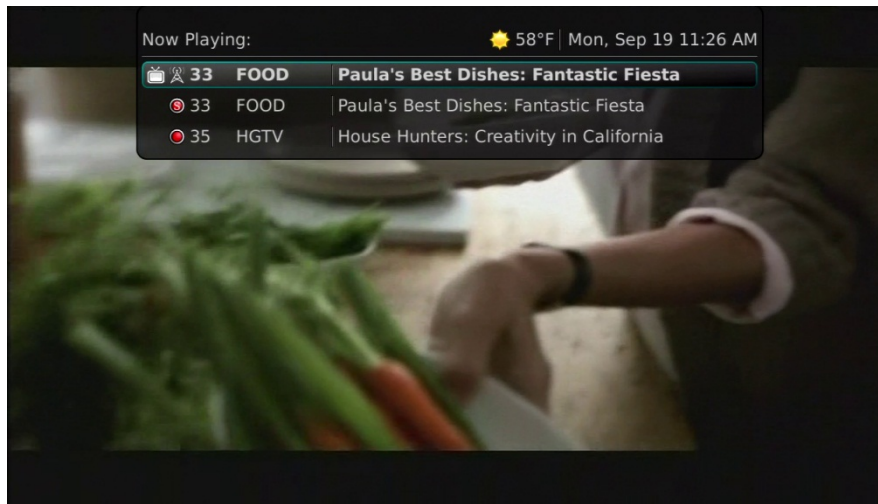 Now Playing: 58°F Mon, Sep 19 11:26 AM
33 FOOD Paula's Best Dishes: Fantastic Fiesta
S 33 FOOD Paula's Best Dishes: Fantastic Fiesta
35 HGTV House Hunters: Creativity in California